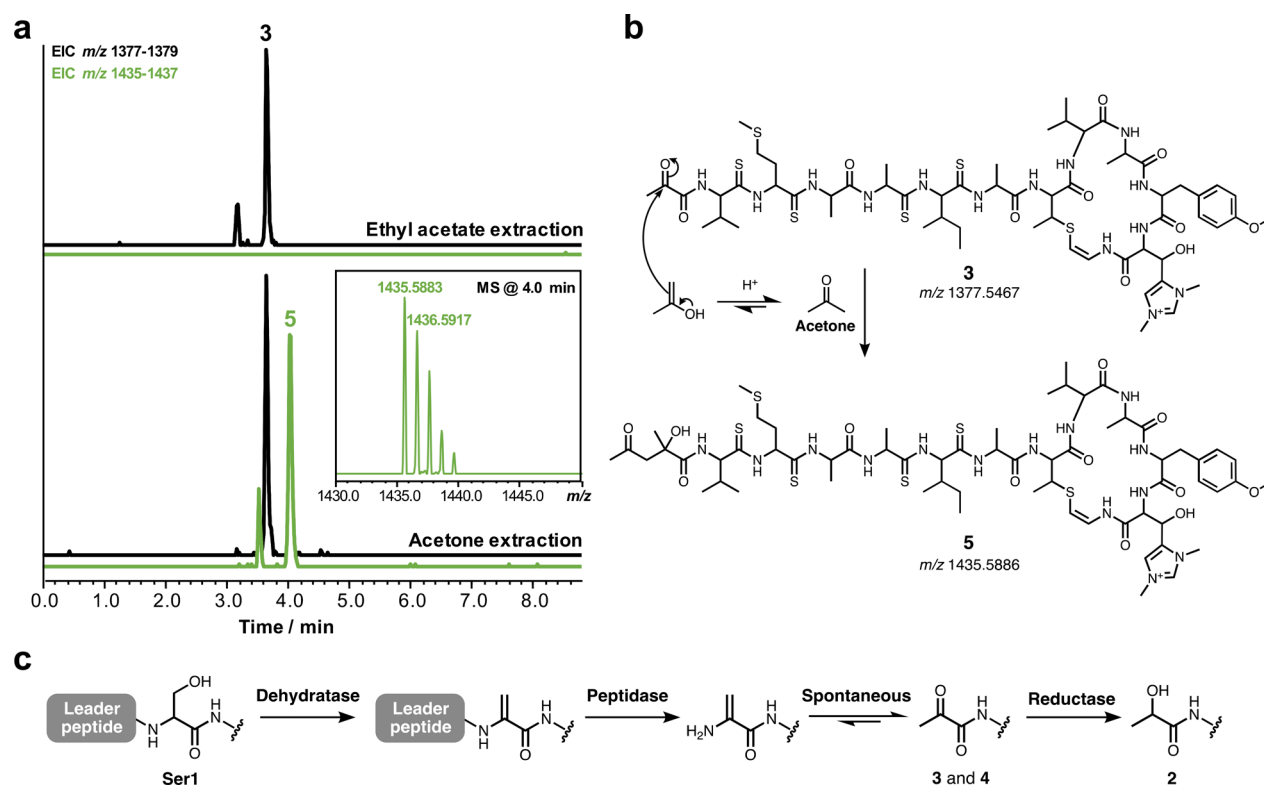 a
EIC m/z 1377-1379
EIC m/z 1435-1437
3
Ethyl acetate extraction
5
MS @ 4.0 min
1435.5883
1436.5917
1430.0 1435.0 1440.0 1445.0 m/z
Acetone extraction
0.0 1.0 2.0 3.0 4.0 5.0 6.0 7.0 8.0
Time / min
b
3
m/z 1377.5467
H⁺
Acetone
5
m/z 1435.5886
c
Leader
peptide
Ser1
Dehydratase
Leader
peptide
Peptidase
Spontaneous
3 and 4
Reductase
2